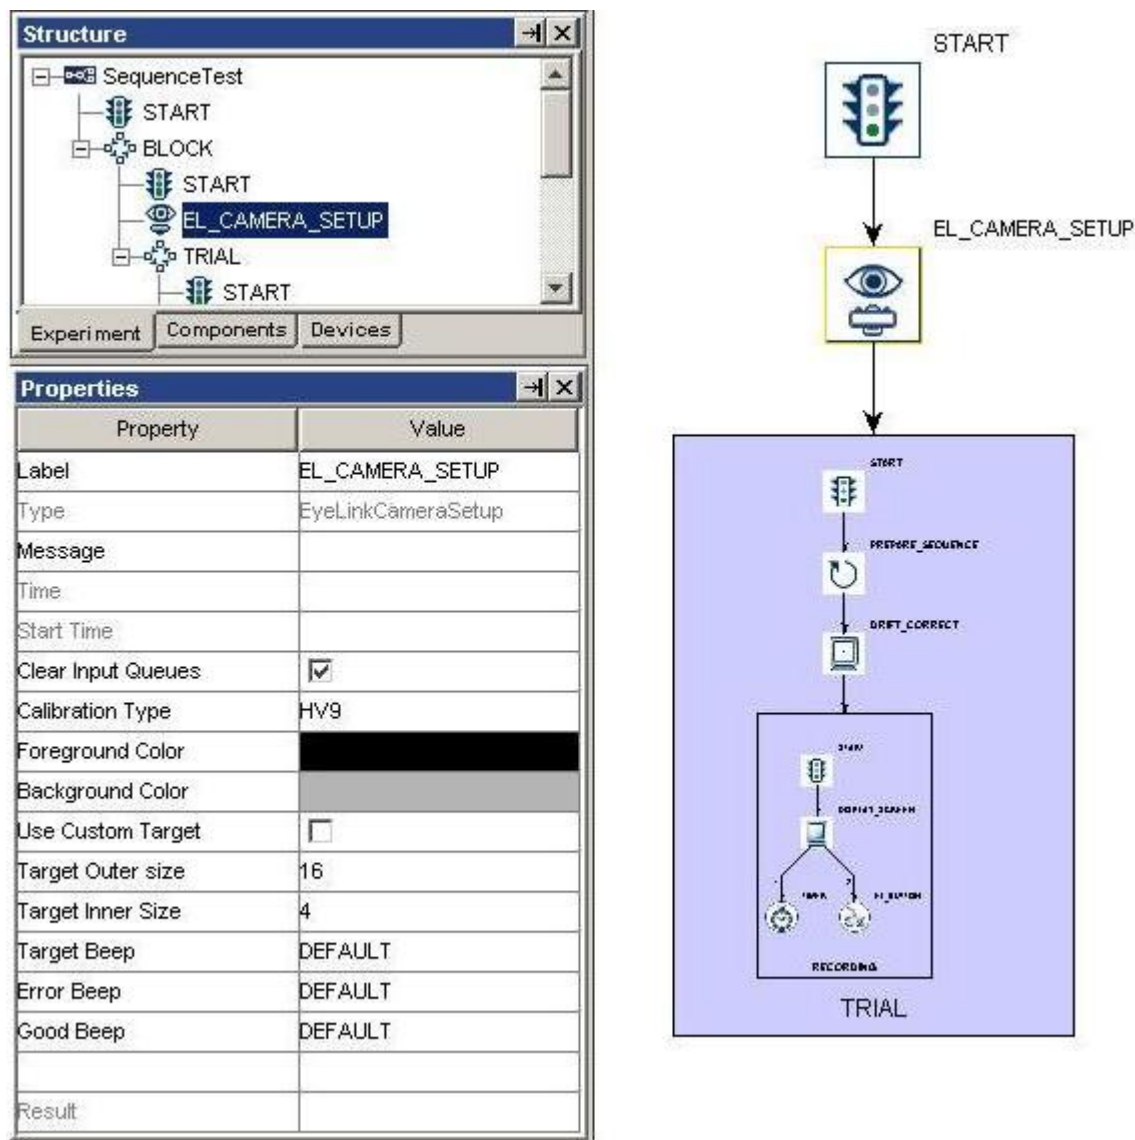 Structure
SequenceTest
START
BLOCK
START
EL_CAMERA_SETUP
TRIAL
START
Experiment Components Devices
Properties
Property Value
Label EL_CAMERA_SETUP
Type EyeLinkCameraSetup
Message
Time
Start Time
Clear Input Queues
Calibration Type HV9
Foreground Color
Background Color
Use Custom Target
Target Outer size 16
Target Inner Size 4
Target Beep DEFAULT
Error Beep DEFAULT
Good Beep DEFAULT
Result
START
EL_CAMERA_SETUP
START
PREPARE_SEQUENCE
DRIFT_CORRECT
START
DISPLAY_SCREEN
TIMER
RECORDING
TRIAL